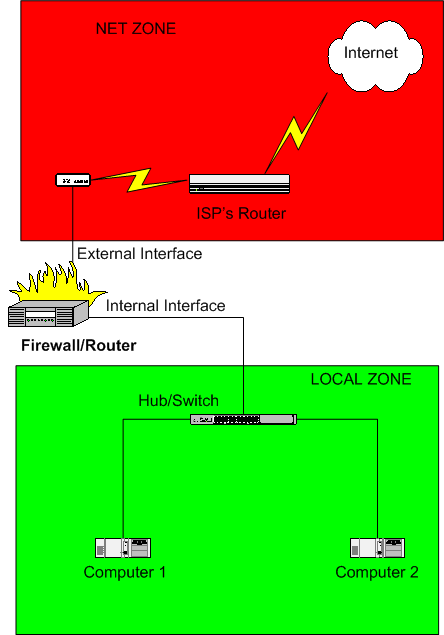 NET ZONE
Internet
ISP's Router
External Interface
Internal Interface
Firewall/Router
LOCAL ZONE
Hub/Switch
Computer 1
Computer 2